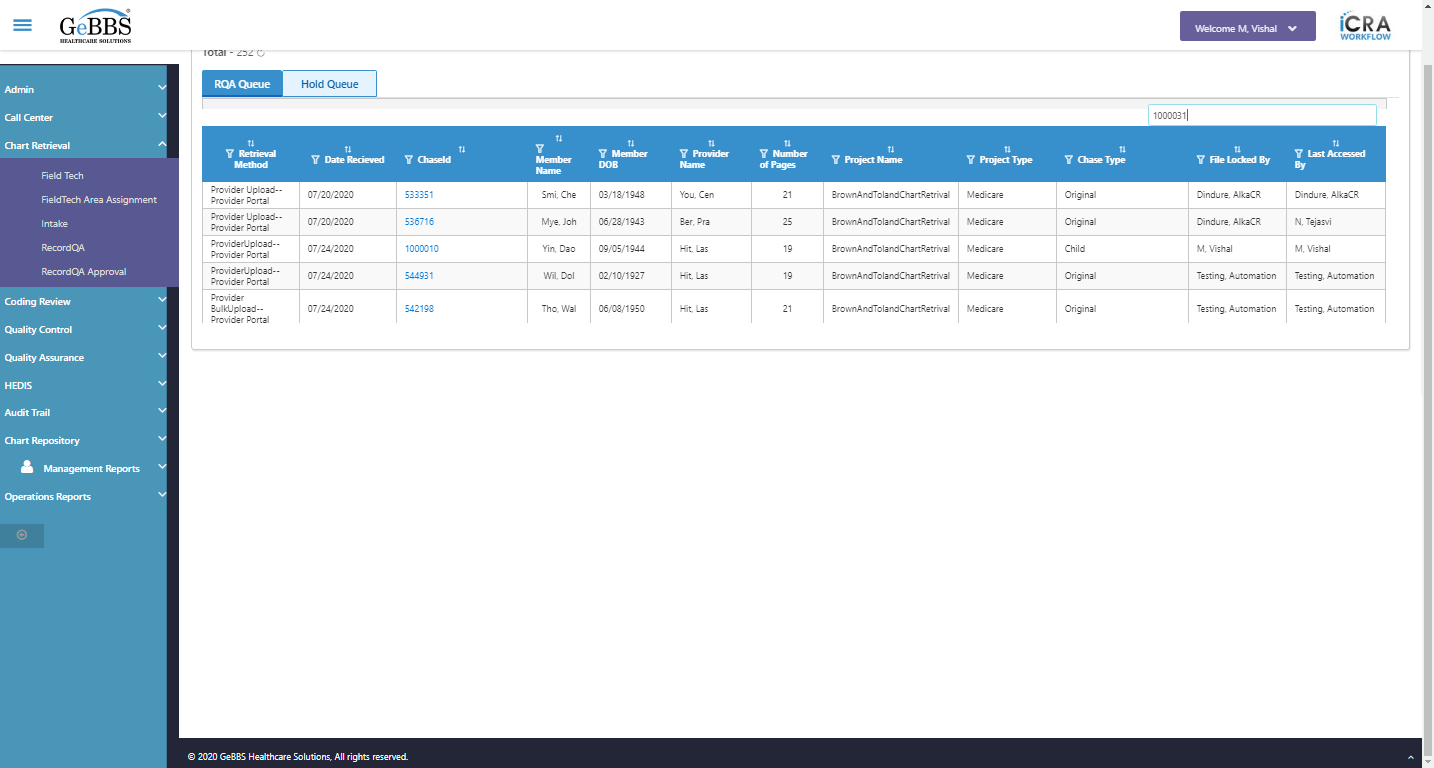 GeBBS
HEALTHCARE SOLUTIONS
Welcome M, Vishal
iCRA
WORKFLOW
Total - 252
Admin
Call Center
Chart Retrieval
Field Tech
FieldTech Area Assignment
Intake
RecordQA
RecordQA Approval
Coding Review
Quality Control
Quality Assurance
HEDIS
Audit Trail
Chart Repository
Management Reports
Operations Reports
RQA Queue Hold Queue
1000031
Retrieval Method Date Recieved ChaseId Member Name Member DOB Provider Name Number of Pages Project Name Project Type Chase Type File Locked By Last Accessed By
Provider Upload--Provider Portal 07/20/2020 533351 Smi, Che 03/18/1948 You, Cen 21 BrownAndTolandChartRetrival Medicare Original Dindure, AlkaCR Dindure, AlkaCR
Provider Upload--Provider Portal 07/20/2020 536716 Mye, Joh 06/28/1943 Ber, Pra 25 BrownAndTolandChartRetrival Medicare Original Dindure, AlkaCR N, Tejasvi
ProviderUpload--Provider Portal 07/24/2020 1000010 Yin, Dao 09/05/1944 Hit, Las 19 BrownAndTolandChartRetrival Medicare Child M, Vishal M, Vishal
ProviderUpload--Provider Portal 07/24/2020 544931 Wil, Dol 02/10/1927 Hit, Las 19 BrownAndTolandChartRetrival Medicare Original Testing, Automation Testing, Automation
Provider BulkUpload--Provider Portal 07/24/2020 542198 Tho, Wal 06/08/1950 Hit, Las 21 BrownAndTolandChartRetrival Medicare Original Testing, Automation Testing, Automation
© 2020 GeBBS Healthcare Solutions, All rights reserved.